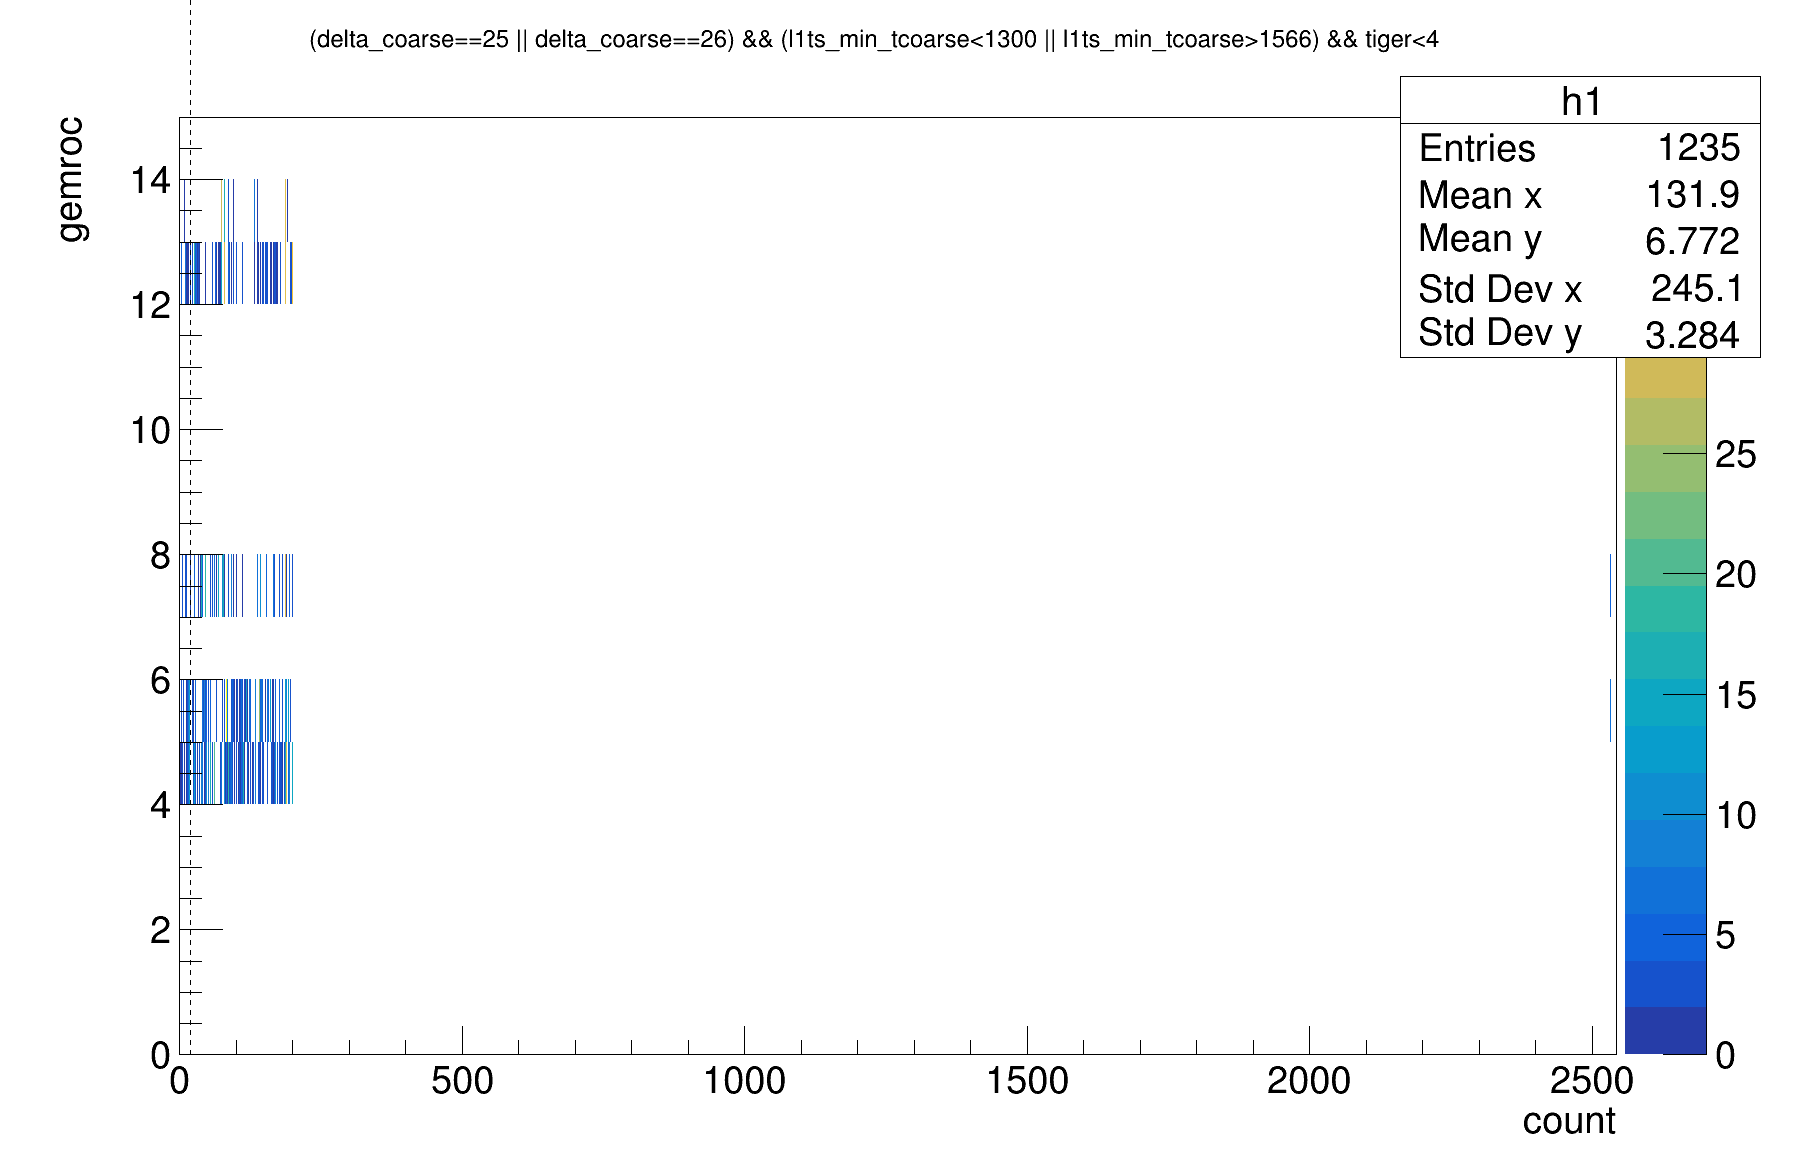 (delta_coarse==25 || delta_coarse==26) && (l1ts_min_tcoarse<1300 || l1ts_min_tcoarse>1566) && tiger<4
h1
Entries 1235
Mean x 131.9
Mean y 6.772
Std Dev x 245.1
Std Dev y 3.284
gemroc
14
12
10
8
6
4
2
0
25
20
15
10
5
0
0 500 1000 1500 2000 2500
count